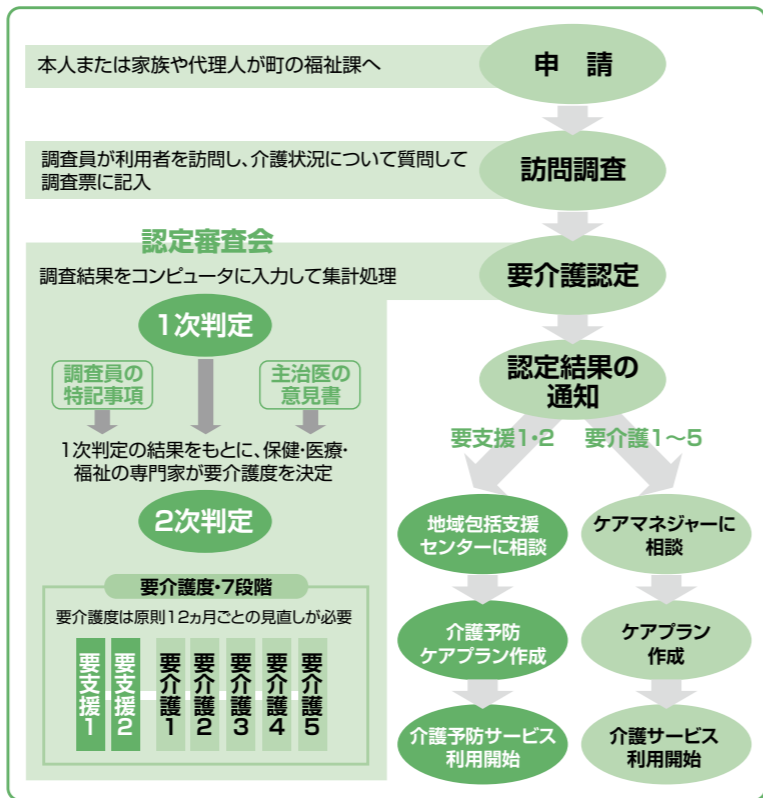 本人または家族や代理人が町の福祉課へ
申　請
調査員が利用者を訪問し、介護状況について質問して
調査票に記入
訪問調査
認定審査会
調査結果をコンピュータに入力して集計処理
要介護認定
1次判定
調査員の
特記事項
主治医の
意見書
1次判定の結果をもとに、保健・医療・
福祉の専門家が要介護度を決定
2次判定
要介護度・7段階
要介護度は原則12ヵ月ごとの見直しが必要
要支援1
要支援2
要介護1
要介護2
要介護3
要介護4
要介護5
認定結果の
通知
要支援1・2
要介護1～5
地域包括支援
センターに相談
介護予防
ケアプラン作成
介護予防サービス
利用開始
ケアマネジャーに
相談
ケアプラン
作成
介護サービス
利用開始